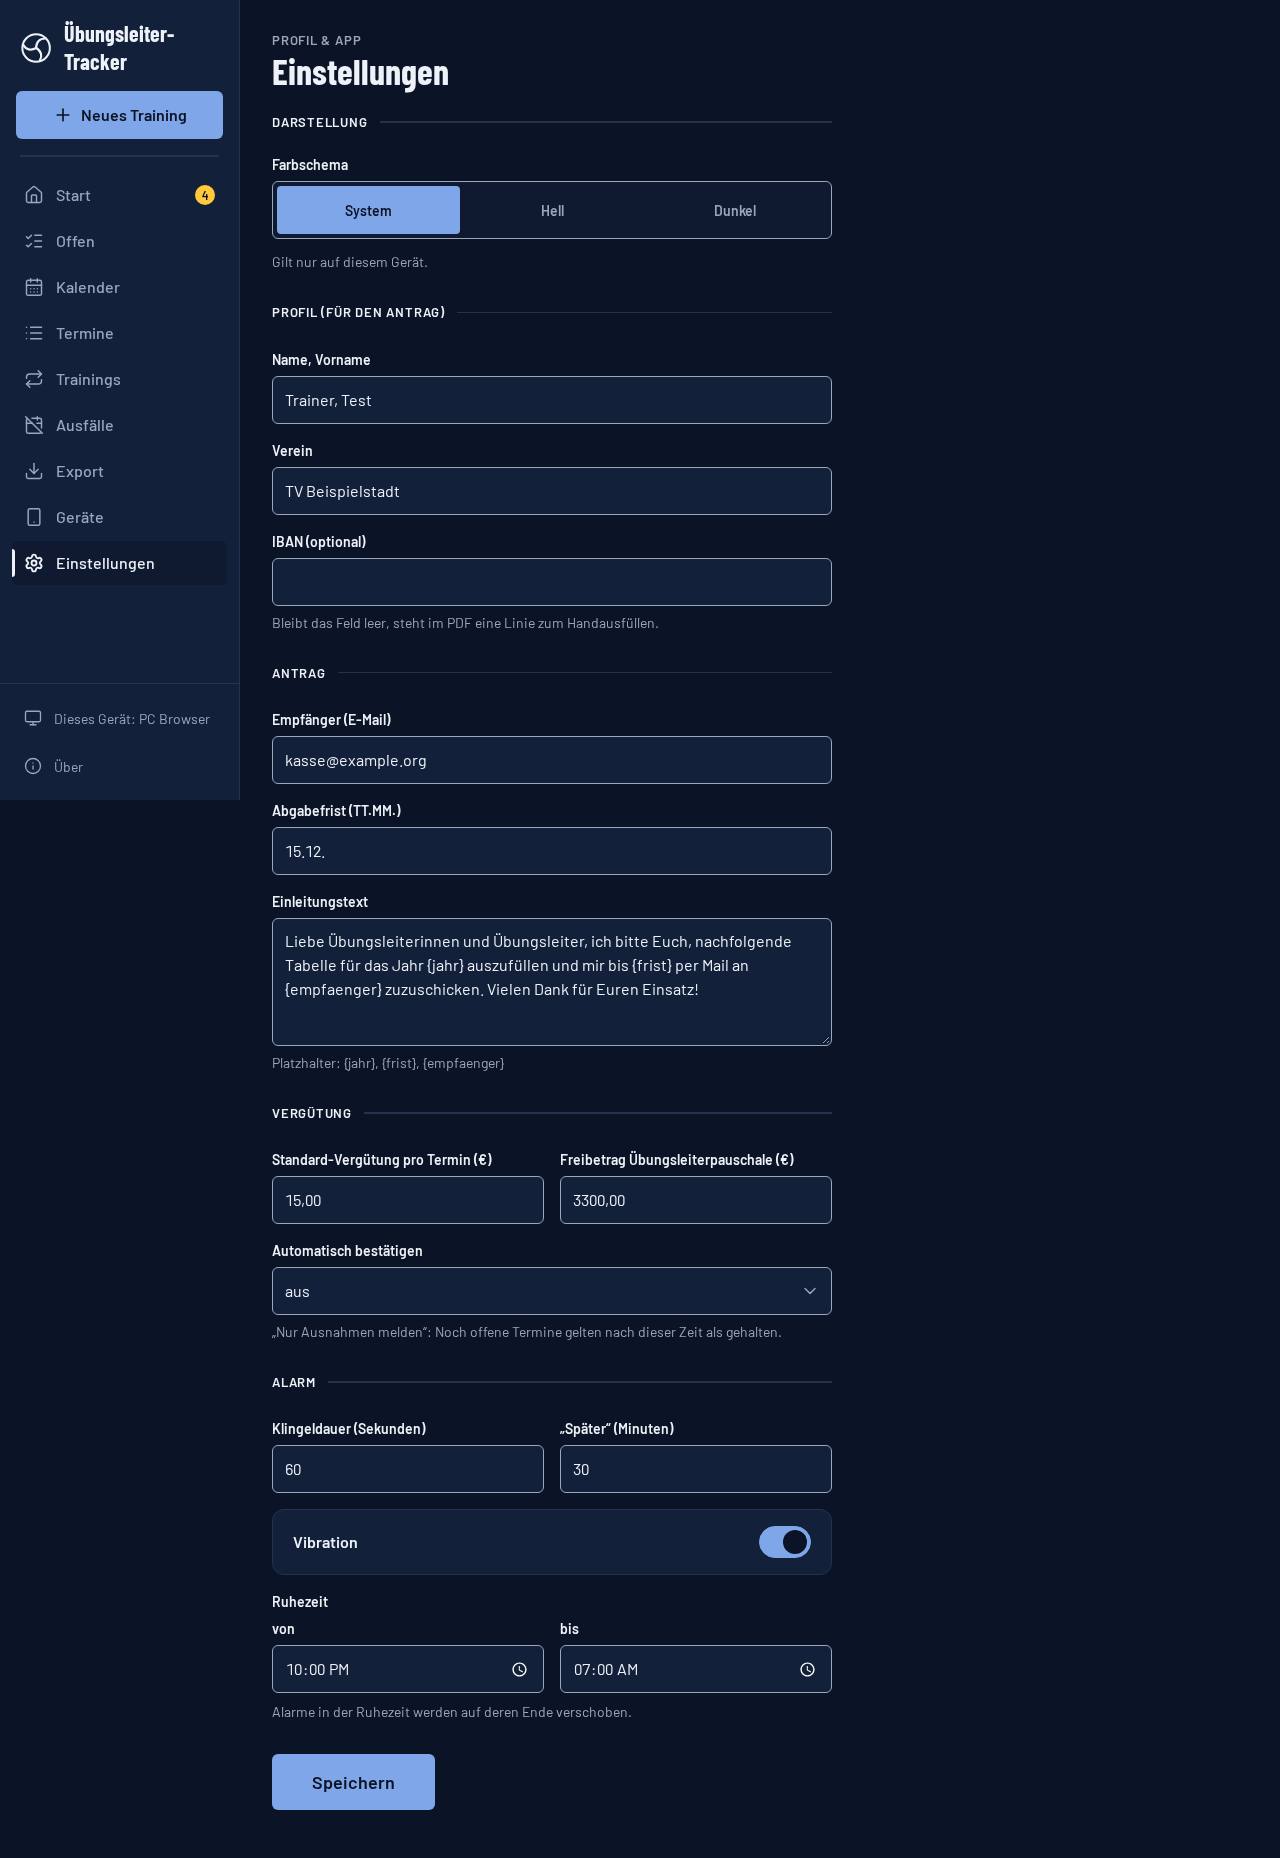 Übungsleiter-
Tracker
Neues Training
Start 4
Offen
Kalender
Termine
Trainings
Ausfälle
Export
Geräte
Einstellungen
Dieses Gerät: PC Browser
Über
PROFIL & APP
Einstellungen
DARSTELLUNG
Farbschema
System Hell Dunkel
Gilt nur auf diesem Gerät.
PROFIL (FÜR DEN ANTRAG)
Name, Vorname
Trainer, Test
Verein
TV Beispielstadt
IBAN (optional)
Bleibt das Feld leer, steht im PDF eine Linie zum Handausfüllen.
ANTRAG
Empfänger (E-Mail)
kasse@example.org
Abgabefrist (TT.MM.)
15.12.
Einleitungstext
Liebe Übungsleiterinnen und Übungsleiter, ich bitte Euch, nachfolgende
Tabelle für das Jahr {jahr} auszufüllen und mir bis {frist} per Mail an
{empfaenger} zuzuschicken. Vielen Dank für Euren Einsatz!
Platzhalter: {jahr}, {frist}, {empfaenger}
VERGÜTUNG
Standard-Vergütung pro Termin (€) Freibetrag Übungsleiterpauschale (€)
15,00 3300,00
Automatisch bestätigen
aus
„Nur Ausnahmen melden“: Noch offene Termine gelten nach dieser Zeit als gehalten.
ALARM
Klingeldauer (Sekunden) „Später“ (Minuten)
60 30
Vibration
Ruhezeit
von bis
10:00 PM 07:00 AM
Alarme in der Ruhezeit werden auf deren Ende verschoben.
Speichern